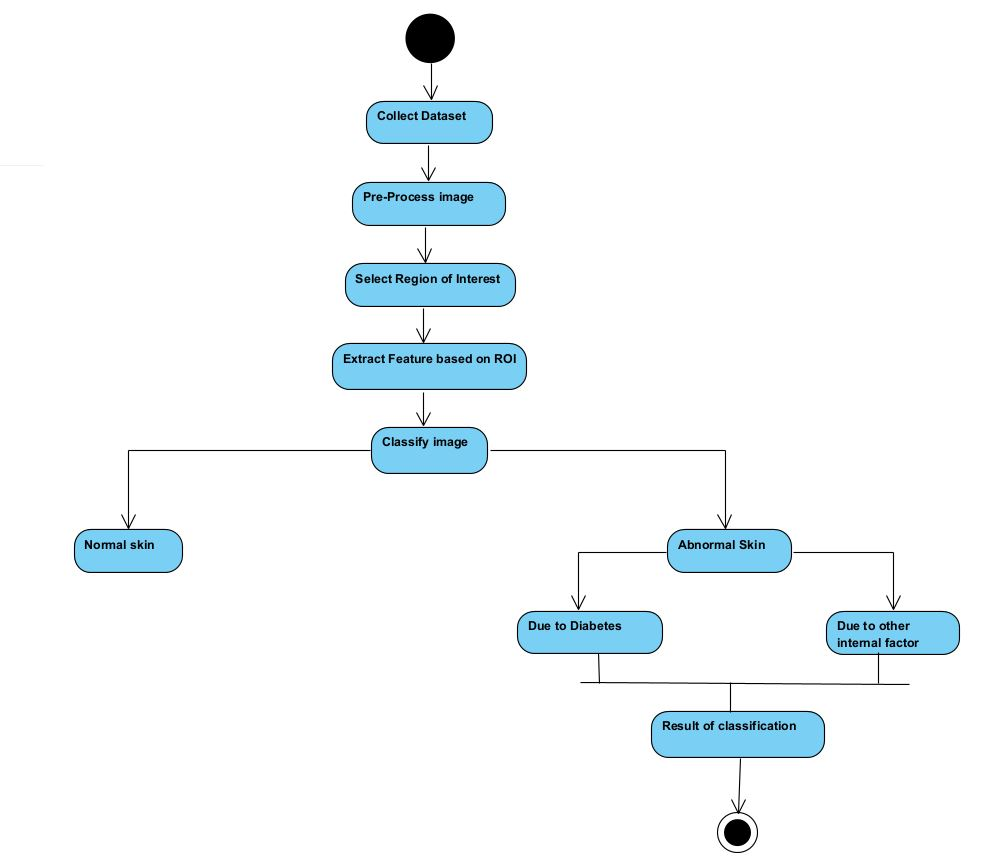 Collect Dataset
Pre-Process image
Select Region of Interest
Extract Feature based on ROI
Classify image
Normal skin
Abnormal Skin
Due to Diabetes
Due to other
internal factor
Result of classification